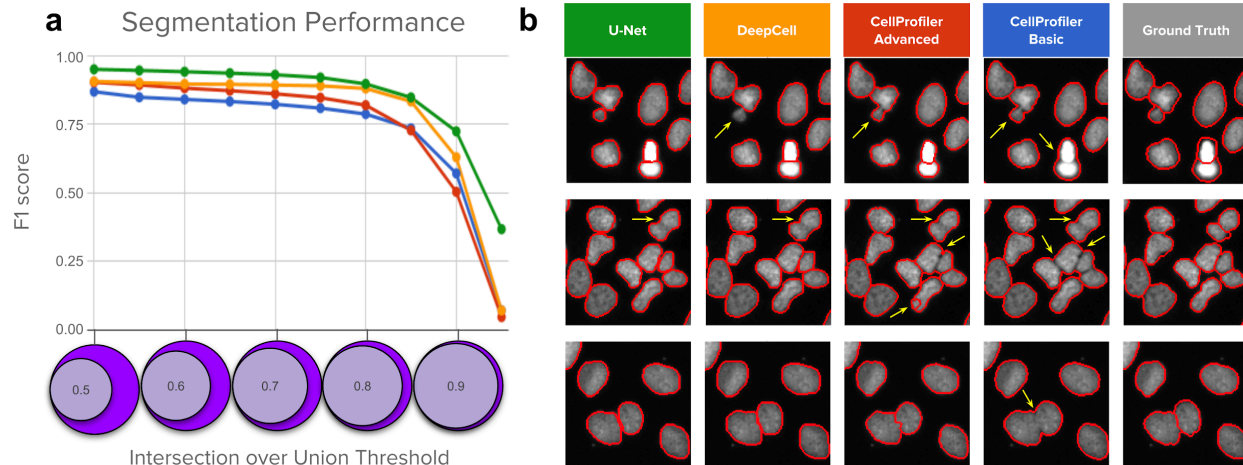 a
Segmentation Performance
1.00
0.75
0.50
0.25
0.00
F1 score
0.5
0.6
0.7
0.8
0.9
Intersection over Union Threshold
b
U-Net
DeepCell
CellProfiler
Advanced
CellProfiler
Basic
Ground Truth